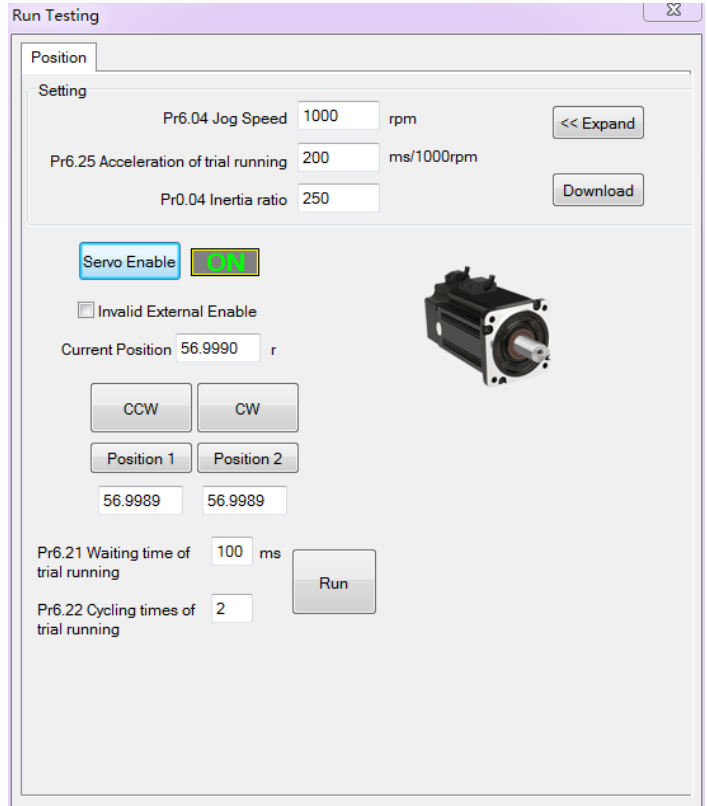 Run Testing
Position
Setting
Pr6.04 Jog Speed 1000 rpm
<< Expand
Pr6.25 Acceleration of trial running 200 ms/1000rpm
Pr0.04 Inertia ratio 250
Download
Servo Enable ON
Invalid External Enable
Current Position 56.9990 r
CCW CW
Position 1 Position 2
56.9989 56.9989
Pr6.21 Waiting time of 100 ms
trial running
Run
Pr6.22 Cycling times of 2
trial running